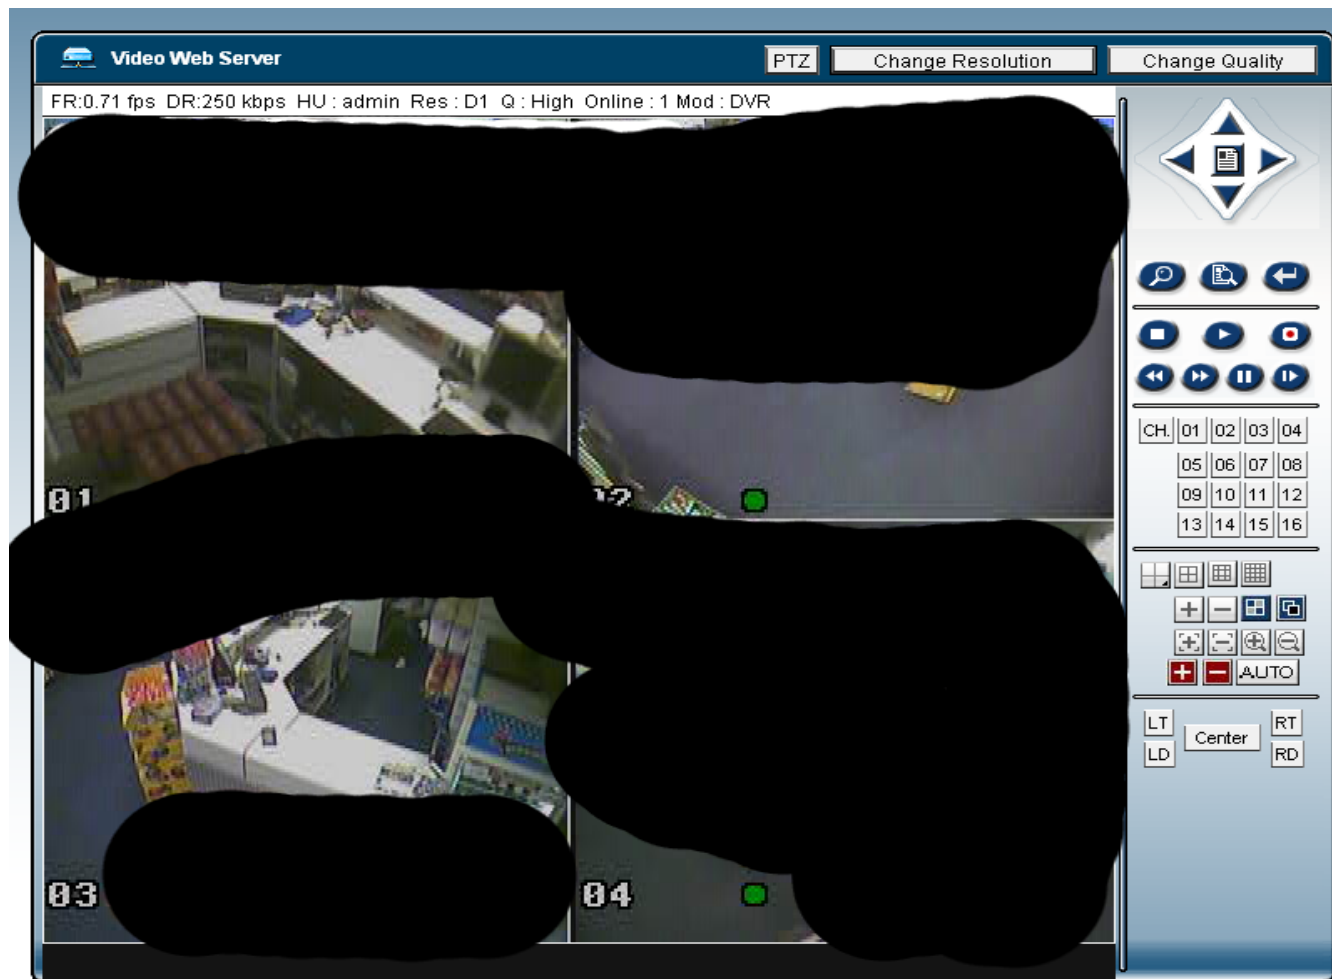 Video Web Server
PTZ
Change Resolution
Change Quality
FR:0.71 fps DR:250 kbps HU : admin Res : D1 Q : High Online : 1 Mod : DVR
CH. 01 02 03 04
05 06 07 08
09 10 11 12
13 14 15 16
01
02
AUTO
LT
RT
Center
LD
RD
03
04